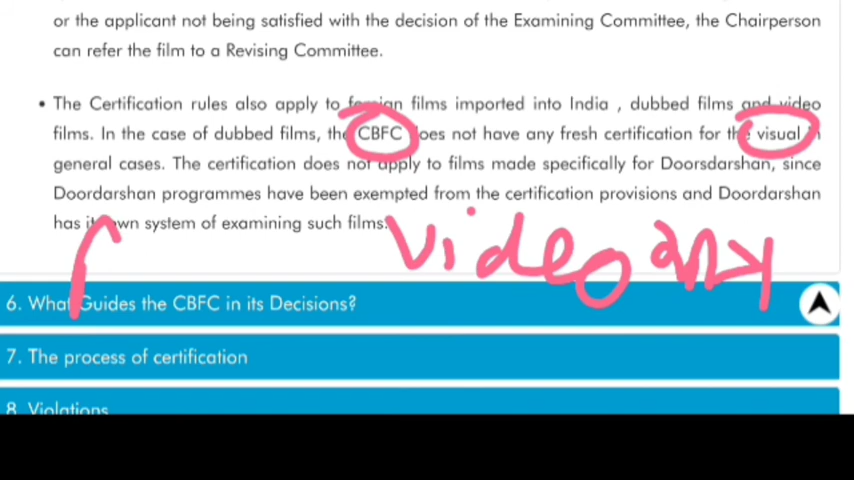 or the applicant not being satisfied with the decision of the Examining Committee, the Chairperson
can refer the film to a Revising Committee.
• The Certification rules also apply to foreign films imported into India , dubbed films and video
films. In the case of dubbed films, the CBFC does not have any fresh certification for the visual in
general cases. The certification does not apply to films made specifically for Doorsdarshan, since
Doordarshan programmes have been exempted from the certification provisions and Doordarshan
has its own system of examining such films.
video any
6. What Guides the CBFC in its Decisions?
7. The process of certification
8. Violations